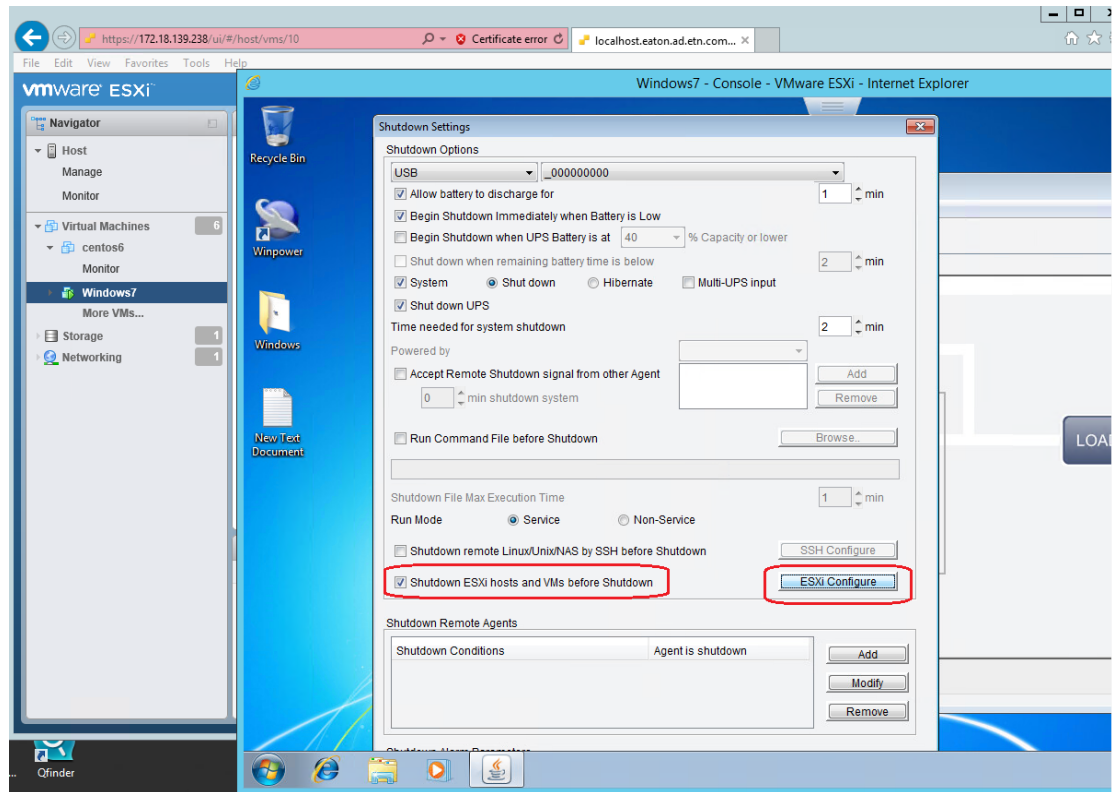 https://172.18.139.238/ui/#/host/vms/10
Certificate error
localhost.eaton.ad.etn.com...
File Edit View Favorites Tools Help
vmware ESXi
Windows7 - Console - VMware ESXi - Internet Explorer
Navigator
Host
Manage
Monitor
Virtual Machines 6
centos6
Monitor
Windows7
More VMs...
Storage 1
Networking 1
Qfinder
...
Recycle Bin
Winpower
Windows
New Text
Document
Shutdown Settings
Shutdown Options
USB _000000000
Allow battery to discharge for 1 min
Begin Shutdown Immediately when Battery is Low
Begin Shutdown when UPS Battery is at 40 % Capacity or lower
Shut down when remaining battery time is below 2 min
System Shut down Hibernate Multi-UPS input
Shut down UPS
Time needed for system shutdown 2 min
Powered by
Accept Remote Shutdown signal from other Agent Add
0 min shutdown system Remove
Run Command File before Shutdown Browse..
Shutdown File Max Execution Time 1 min
Run Mode Service Non-Service
Shutdown remote Linux/Unix/NAS by SSH before Shutdown SSH Configure
Shutdown ESXi hosts and VMs before Shutdown ESXi Configure
Shutdown Remote Agents
Shutdown Conditions Agent is shutdown Add
Modify
Remove
Shutdown Alarm Parameters